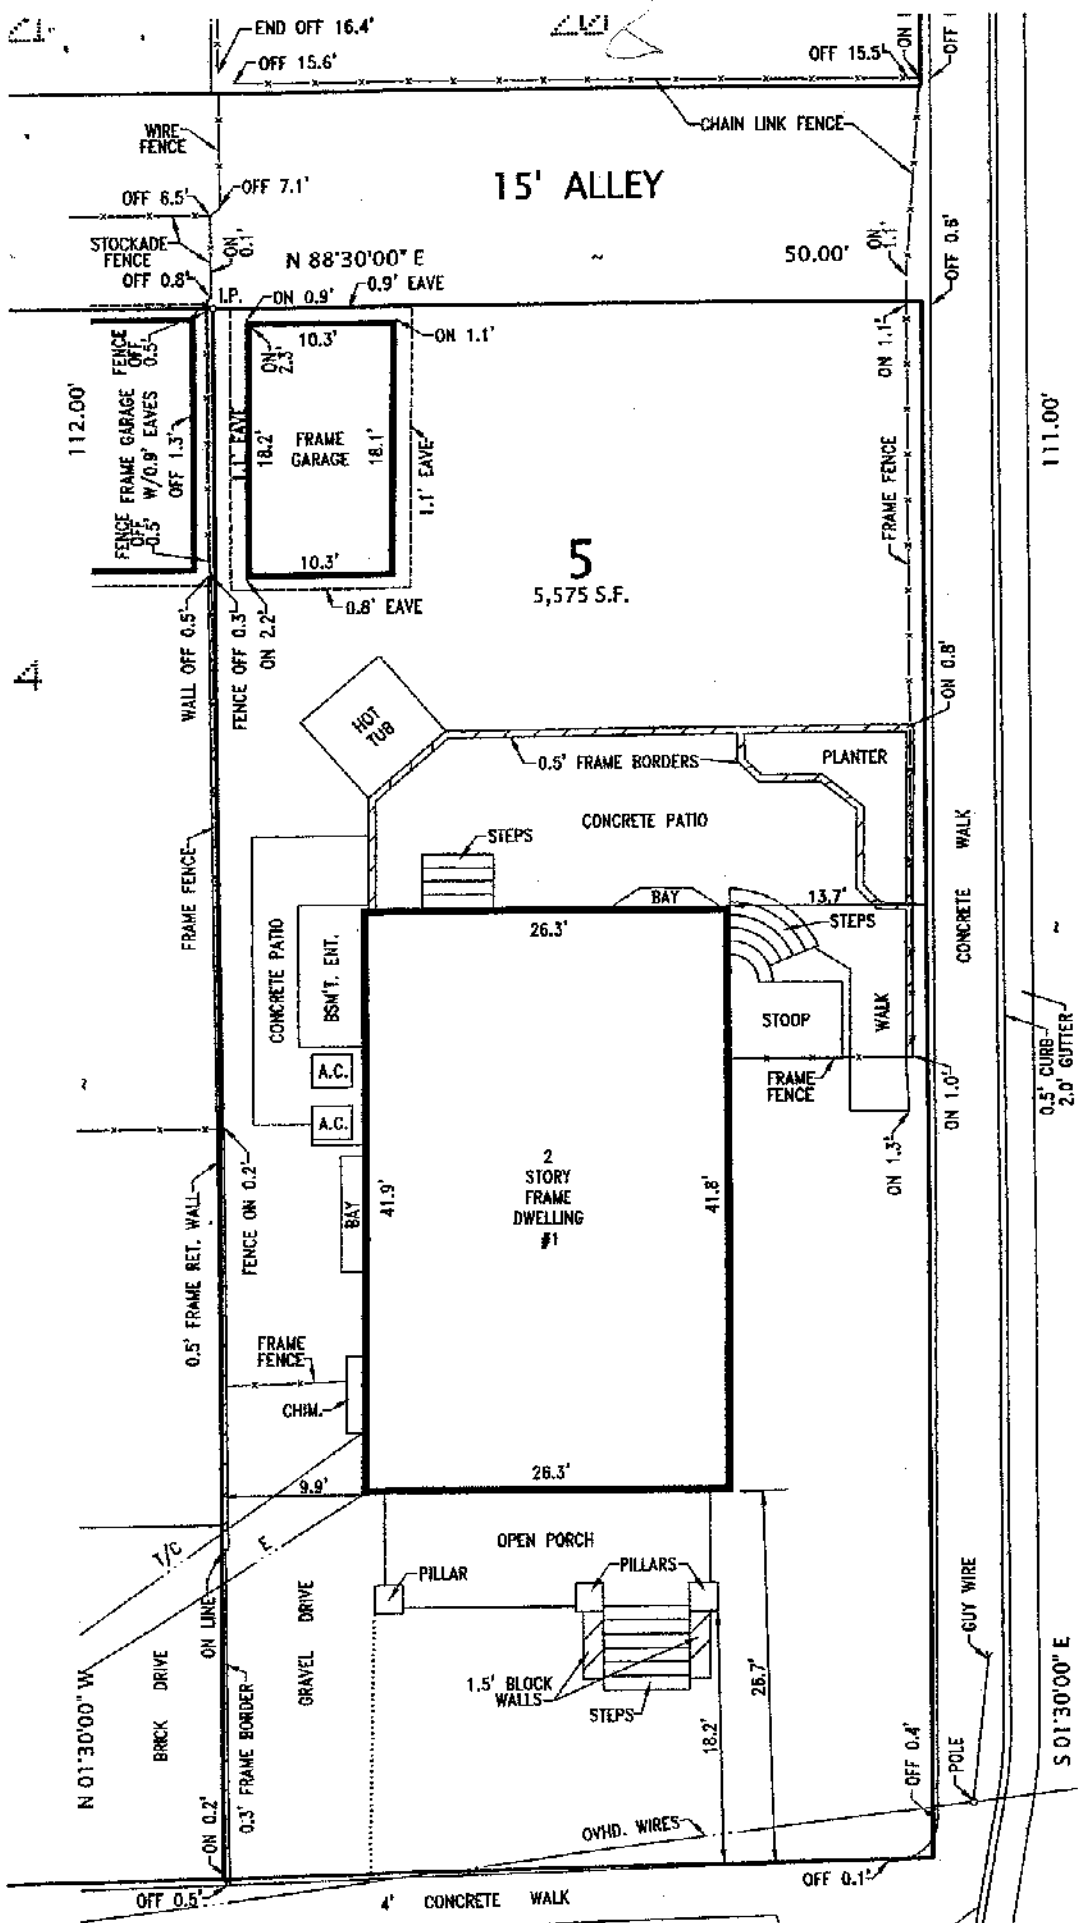 END OFF 16.4'
OFF 15.6'
OFF 15.5'
ON
OFF
WIRE
FENCE
CHAIN LINK FENCE
15' ALLEY
OFF 7.1'
OFF 6.5'
STOCKADE
FENCE
ON
0.1'
OFF 0.8'
N 88°30'00" E
~
50.00'
ON
1.1'
OFF 0.6'
I.P.
ON 0.9'
0.9' EAVE
10.3'
ON 1.1'
ON
2.3'
ON 1.1'
112.00'
FENCE
OFF
0.5'
FRAME GARAGE
W/0.9' EAVES
OFF 1.3'
FENCE
OFF
0.5'
1.1' EAVE
18.2'
FRAME
GARAGE
18.1'
1.1' EAVE
10.3'
0.8' EAVE
FRAME FENCE
111.00'
5
5,575 S.F.
4
WALL OFF 0.5'
FENCE OFF 0.3'
ON 2.2'
ON 0.8'
HOT
TUB
0.5' FRAME BORDERS
PLANTER
CONCRETE PATIO
STEPS
FRAME FENCE
BAY
13.7'
STEPS
CONCRETE WALK
~
26.3'
CONCRETE PATIO
BSM'T. ENT.
STOOP
WALK
A.C.
A.C.
FRAME
FENCE
ON 1.0'
ON 1.3'
0.5' CURB
2.0' GUTTER
~
FENCE ON 0.2'
0.5' FRAME RET. WALL
BAY
41.9'
2
STORY
FRAME
DWELLING
#1
41.8'
FRAME
FENCE
CHIM.
26.3'
9.9'
T/C
E.
OPEN PORCH
PILLAR
PILLARS
ON LINE
GRAVEL DRIVE
BRICK DRIVE
N 01°30'00" W
0.3' FRAME BORDER
1.5' BLOCK
WALLS
STEPS
18.2'
26.7'
GUY WIRE
POLE
OFF 0.4'
S 01°30'00" E
OVHD. WIRES
ON 0.2'
OFF 0.5'
OFF 0.1'
4' CONCRETE WALK